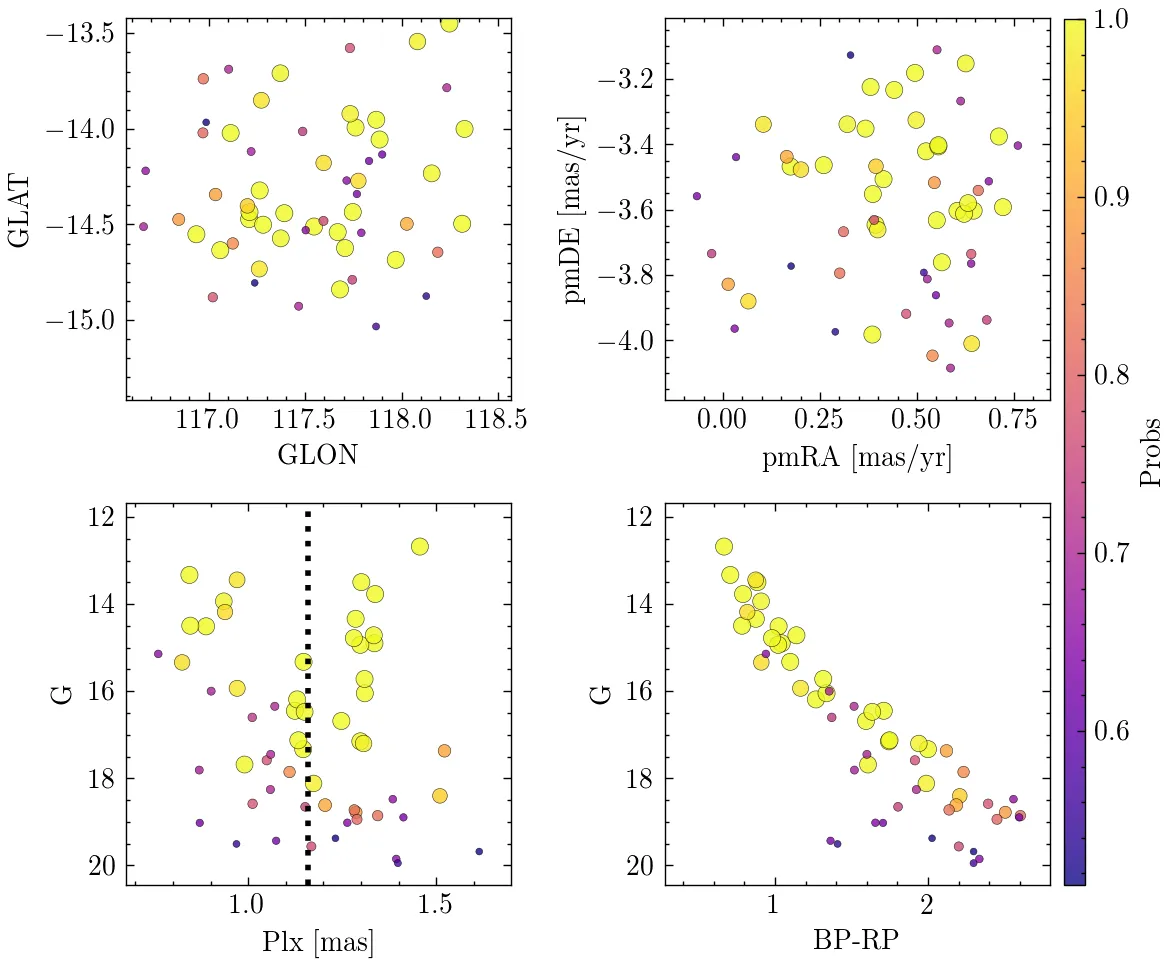 −13.5
−14.0
−14.5
−15.0
GLAT
117.0 117.5 118.0 118.5
GLON
−3.2
−3.4
−3.6
−3.8
−4.0
pmDE [mas/yr]
0.00 0.25 0.50 0.75
pmRA [mas/yr]
1.0
0.9
0.8
0.7
0.6
Probs
12
14
16
18
20
G
1.0 1.5
Plx [mas]
12
14
16
18
20
G
1 2
BP-RP